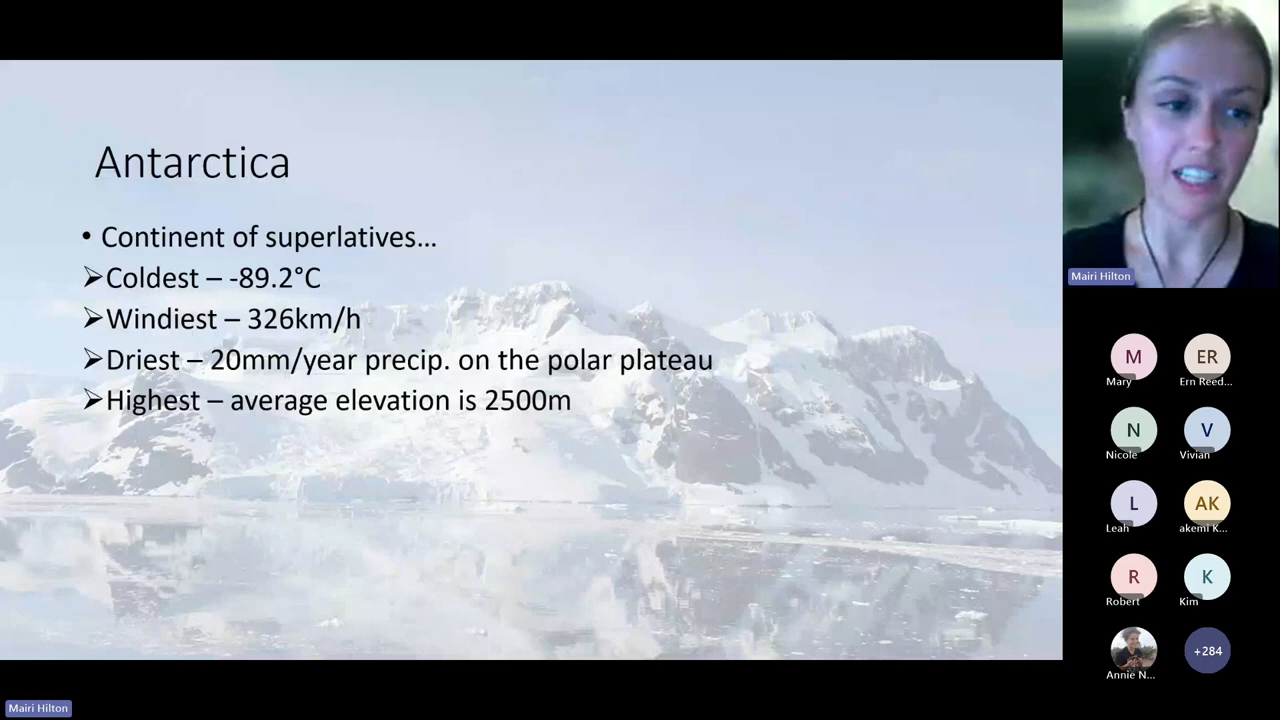 Antarctica
• Continent of superlatives…
➢Coldest – -89.2°C
➢Windiest – 326km/h
➢Driest – 20mm/year precip. on the polar plateau
➢Highest – average elevation is 2500m
Mairi Hilton
M
ER
Mary
Ern Reed...
N
V
Nicole
Vivian
L
AK
Leah
akemi K...
R
K
Robert
Kim
+284
Annie N...
Mairi Hilton